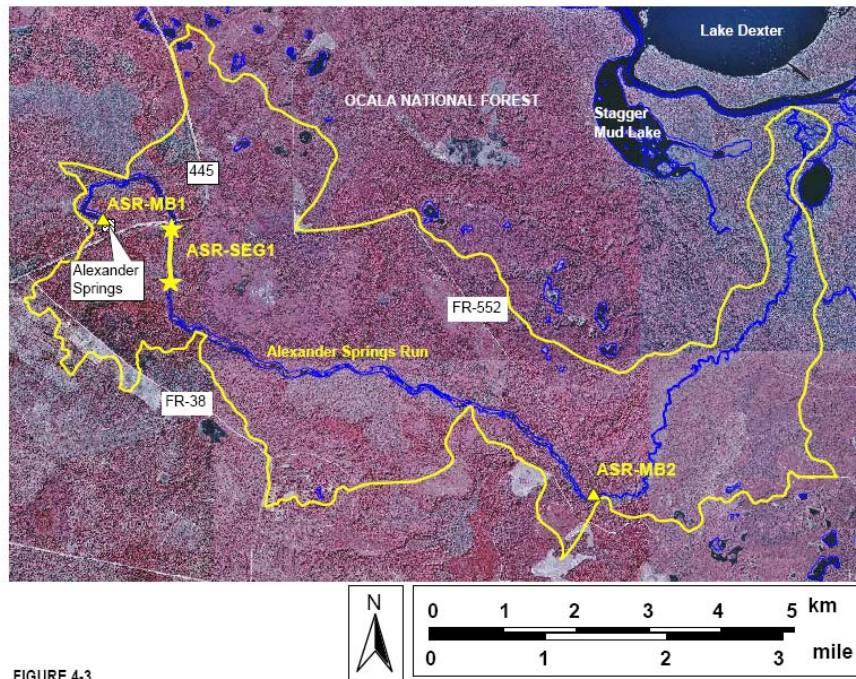 Lake Dexter
OCALA NATIONAL FOREST
Stagger
Mud Lake
445
ASR-MB1
ASR-SEG1
Alexander
Springs
FR-552
Alexander Springs Run
FR-38
ASR-MB2
N
0 1 2 3 4 5 km
0 1 2 3 mile
FIGURE 4-3